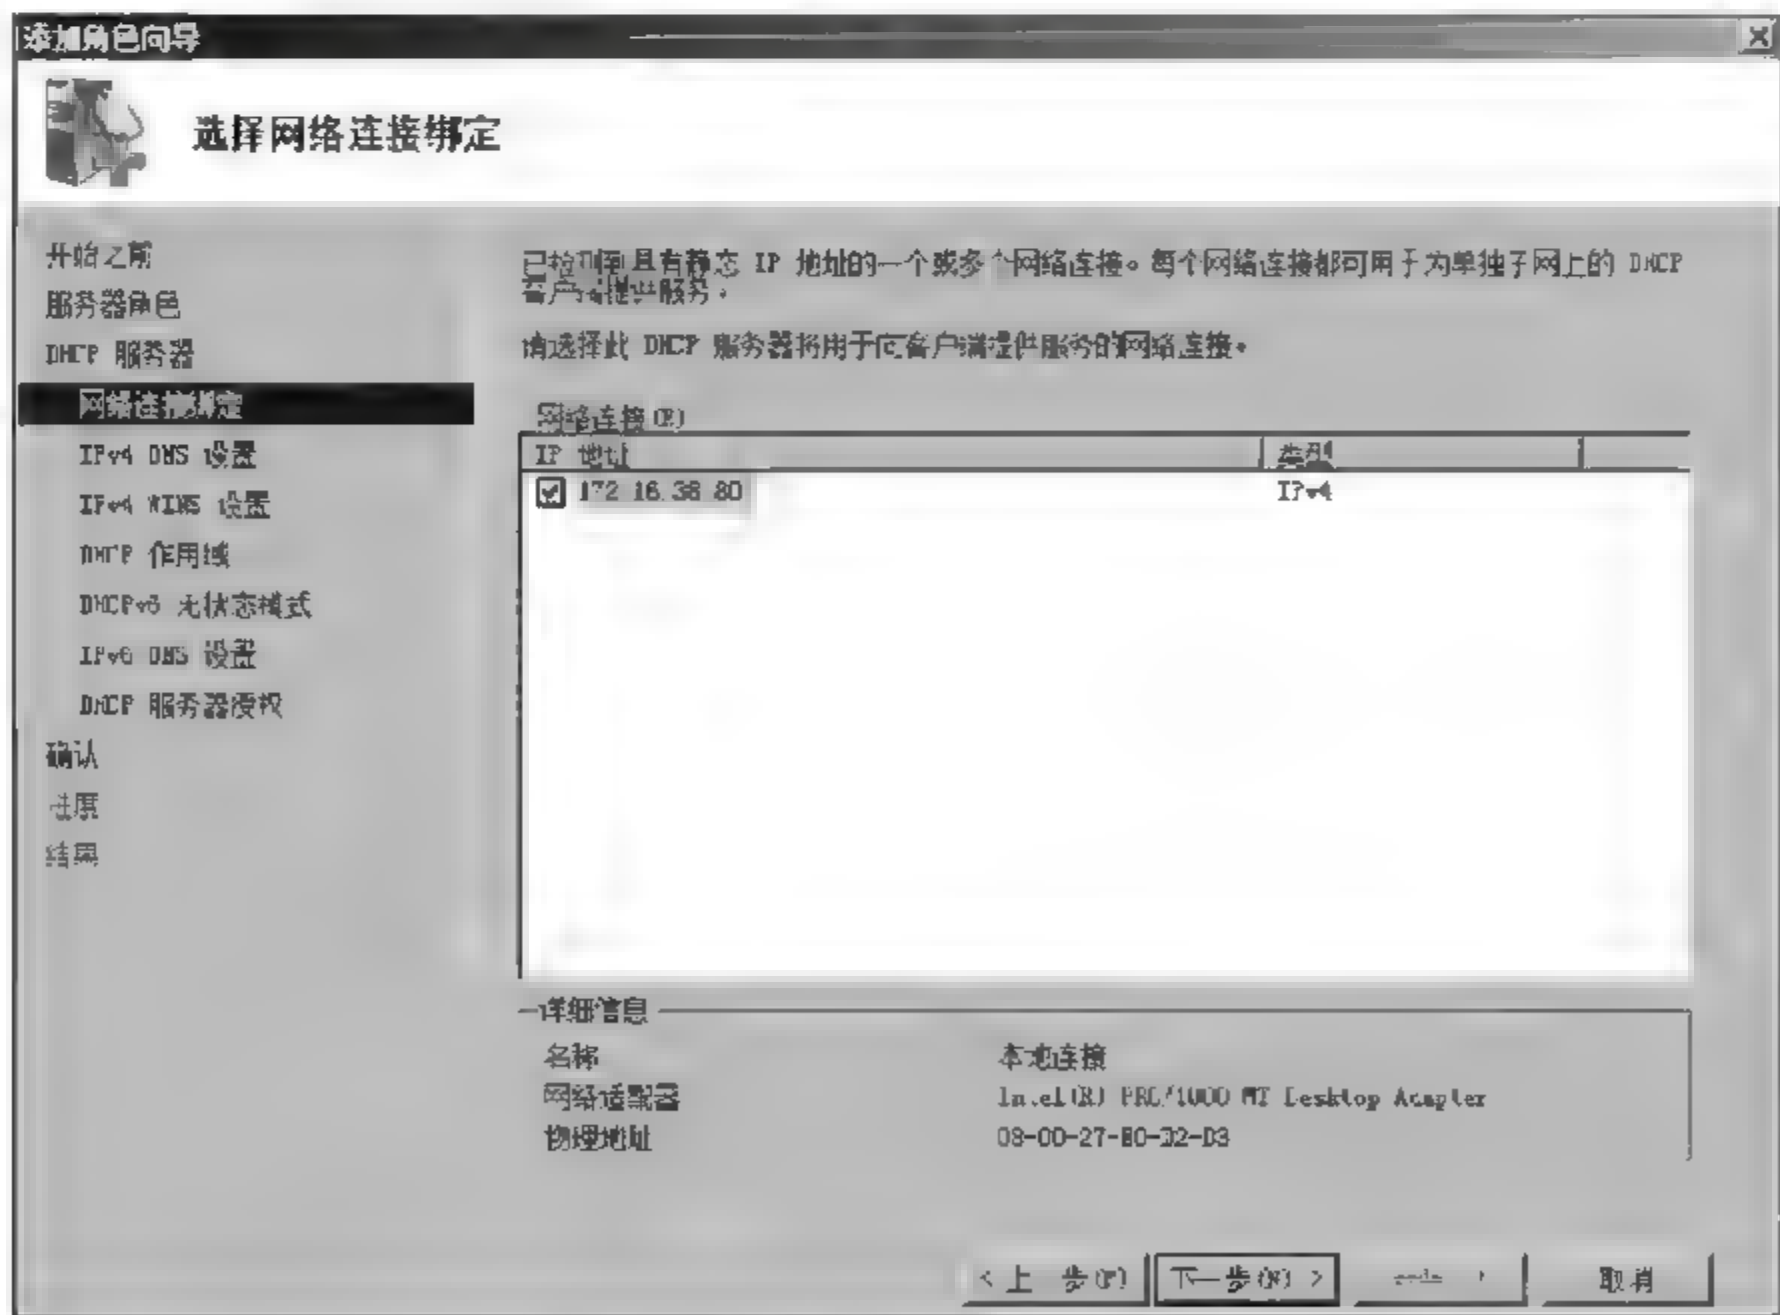 添加角色向导
选择网络连接绑定
开始之前
服务器角色
DHCP 服务器
网络连接绑定
IPv4 DNS 设置
IPv4 WINS 设置
DHCP 作用域
DHCPv6 无状态模式
IPv6 DNS 设置
DHCP 服务器授权
确认
进度
结果
已检测到具有静态 IP 地址的一个或多个网络连接。每个网络连接都可用于为单独子网上的 DHCP
客户端提供服务。
请选择此 DHCP 服务器将用于向客户端提供服务的网络连接。
网络连接(R)
IP 地址 类型
172.16.38.80 IPv4
详细信息
名称 本地连接
网络适配器 Intel(R) PRO/1000 MT Desktop Adapter
物理地址
< 上一步(P) 下一步(N) > 取消